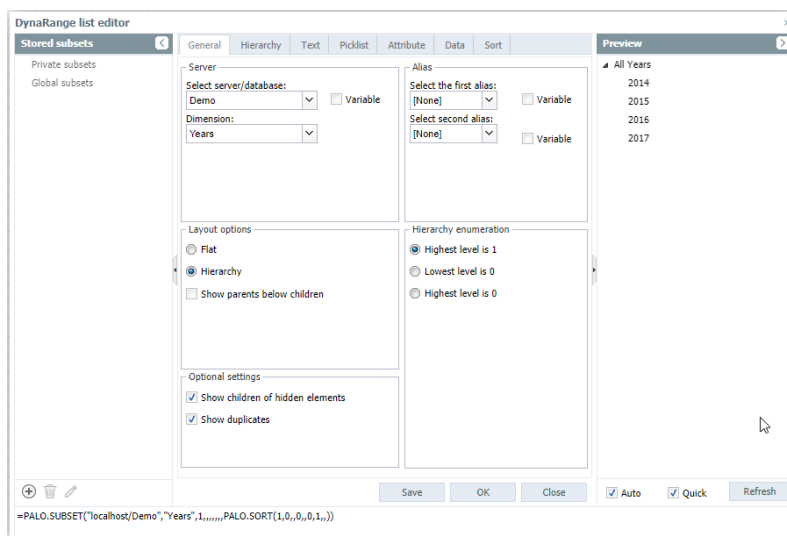 DynaRange list editor
Stored subsets
Private subsets
Global subsets
General Hierarchy Text Picklist Attribute Data Sort
Server
Select server/database:
Demo
Variable
Dimension:
Years
Alias
Select the first alias:
[None]
Variable
Select second alias:
[None]
Variable
Layout options
Flat
Hierarchy
Show parents below children
Hierarchy enumeration
Highest level is 1
Lowest level is 0
Highest level is 0
Optional settings
Show children of hidden elements
Show duplicates
Save OK Close
Preview
All Years
2014
2015
2016
2017
Auto Quick Refresh
=PALO.SUBSET("localhost/Demo","Years",1,,,,,,,PALO.SORT(1,0,,0,,0,1,,))